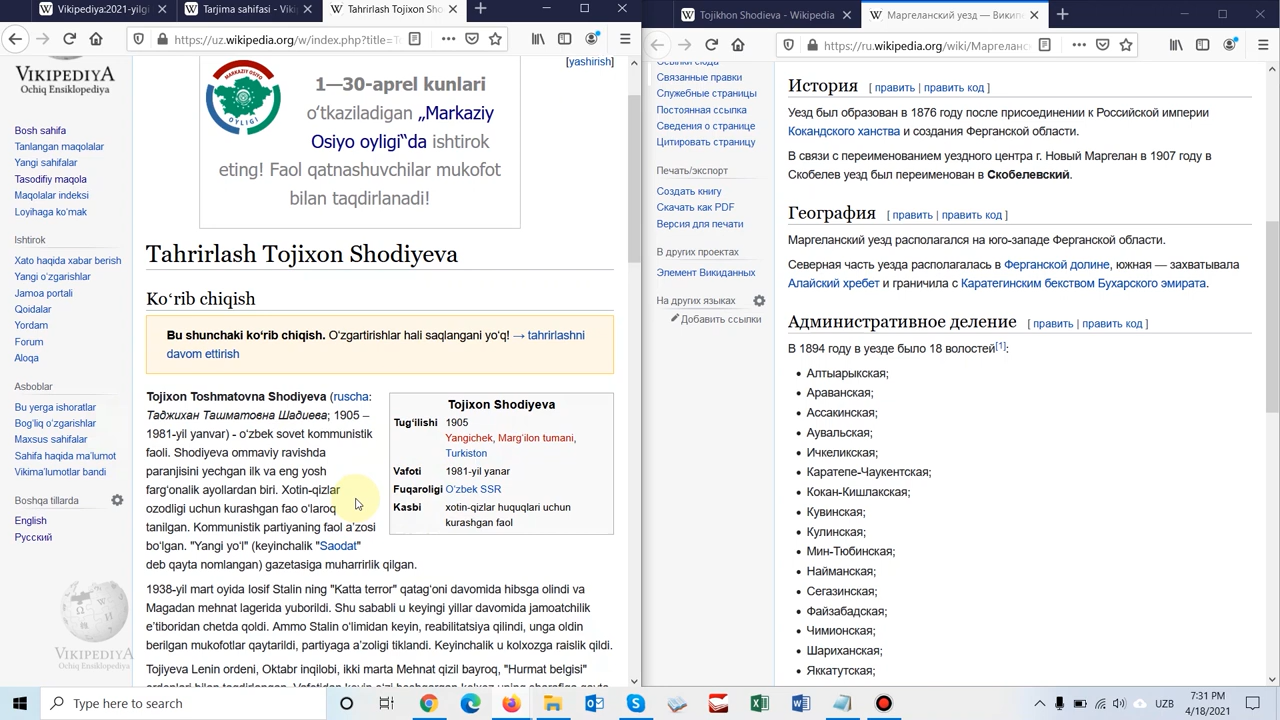 Vikipediya:2021-yilgi
Tarjima sahifasi - Viki
Tahrirlash Tojixon Sho
https://uz.wikipedia.org/w/index.php?title=T
VIKIPEDIYA
Ochiq Ensiklopediya
Bosh sahifa
Tanlangan maqolalar
Yangi sahifalar
Tasodifiy maqola
Maqolalar indeksi
Loyihaga koʻmak
Ishtirok
Xato haqida xabar berish
Yangi oʻzgarishlar
Jamoa portali
Qoidalar
Yordam
Forum
Aloqa
Asboblar
Bu yerga ishoratlar
Bogʻliq oʻzgarishlar
Maxsus sahifalar
Sahifa haqida maʼlumot
Vikimaʼlumotlar bandi
Boshqa tillarda
English
Русский
VIKIPEDIYA
Ochiq Ensiklopediya
[yashirish]
MARKAZIY OSIYO
OYLIGI
1—30-aprel kunlari
oʻtkaziladigan „Markaziy
Osiyo oyligi“da ishtirok
eting! Faol qatnashuvchilar mukofot
bilan taqdirlanadi!
Tahrirlash Tojixon Shodiyeva
Koʻrib chiqish
Bu shunchaki koʻrib chiqish. Oʻzgartirishlar hali saqlangani yoʻq! → tahrirlashni
davom ettirish
Tojixon Toshmatovna Shodiyeva (ruscha:
Таджихан Ташматовна Шадиева; 1905 –
1981-yil yanvar) - oʻzbek sovet kommunistik
faoli. Shodiyeva ommaviy ravishda
paranjisini yechgan ilk va eng yosh
fargʻonalik ayollardan biri. Xotin-qizlar
ozodligi uchun kurashgan fao oʻlaroq
tanilgan. Kommunistik partiyaning faol aʼzosi
boʻlgan. "Yangi yoʻl" (keyinchalik "Saodat"
deb qayta nomlangan) gazetasiga muharrirlik qilgan.
Tojixon Shodiyeva
Tugʻilishi 1905
Yangichek, Margʻilon tumani,
Turkiston
Vafoti 1981-yil yanar
Fuqaroligi Oʻzbek SSR
Kasbi xotin-qizlar huquqlari uchun
kurashgan faol
1938-yil mart oyida Iosif Stalin ning "Katta terror" qatagʻoni davomida hibsga olindi va
Magadan mehnat lagerida yuborildi. Shu sababli u keyingi yillar davomida jamoatchilik
eʼtiboridan chetda qoldi. Ammo Stalin oʻlimidan keyin, reabilitatsiya qilindi, unga oldin
berilgan mukofotlar qaytarildi, partiyaga aʼzoligi tiklandi. Keyinchalik u kolxozga raislik qildi.
Tojiyeva Lenin ordeni, Oktabr inqilobi, ikki marta Mehnat qizil bayroq, "Hurmat belgisi"
Tojikhon Shodieva - Wikipedia
Маргеланский уезд — Викип
https://ru.wikipedia.org/wiki/Маргеланс
Ссылки сюда
Связанные правки
Служебные страницы
Постоянная ссылка
Сведения о странице
Цитировать страницу
Печать/экспорт
Создать книгу
Скачать как PDF
Версия для печати
В других проектах
Элемент Викиданных
На других языках
Добавить ссылки
История [ править | править код ]
Уезд был образован в 1876 году после присоединении к Российской империи
Кокандского ханства и создания Ферганской области.
В связи с переименованием уездного центра г. Новый Маргелан в 1907 году в
Скобелев уезд был переименован в Скобелевский.
География [ править | править код ]
Маргеланский уезд располагался на юго-западе Ферганской области.
Северная часть уезда располагалась в Ферганской долине, южная — захватывала
Алайский хребет и граничила с Каратегинским бекством Бухарского эмирата.
Административное деление [ править | править код ]
В 1894 году в уезде было 18 волостей[1]:
Алтыарыкская;
Араванская;
Ассакинская;
Аувальская;
Ичкеликская;
Каратепе-Чаукентская;
Кокан-Кишлакская;
Кувинская;
Кулинская;
Мин-Тюбинская;
Найманская;
Сегазинская;
Файзабадская;
Чимионская;
Шариханская;
Яккатутская;
Type here to search
UZB
7:31 PM
4/18/2021